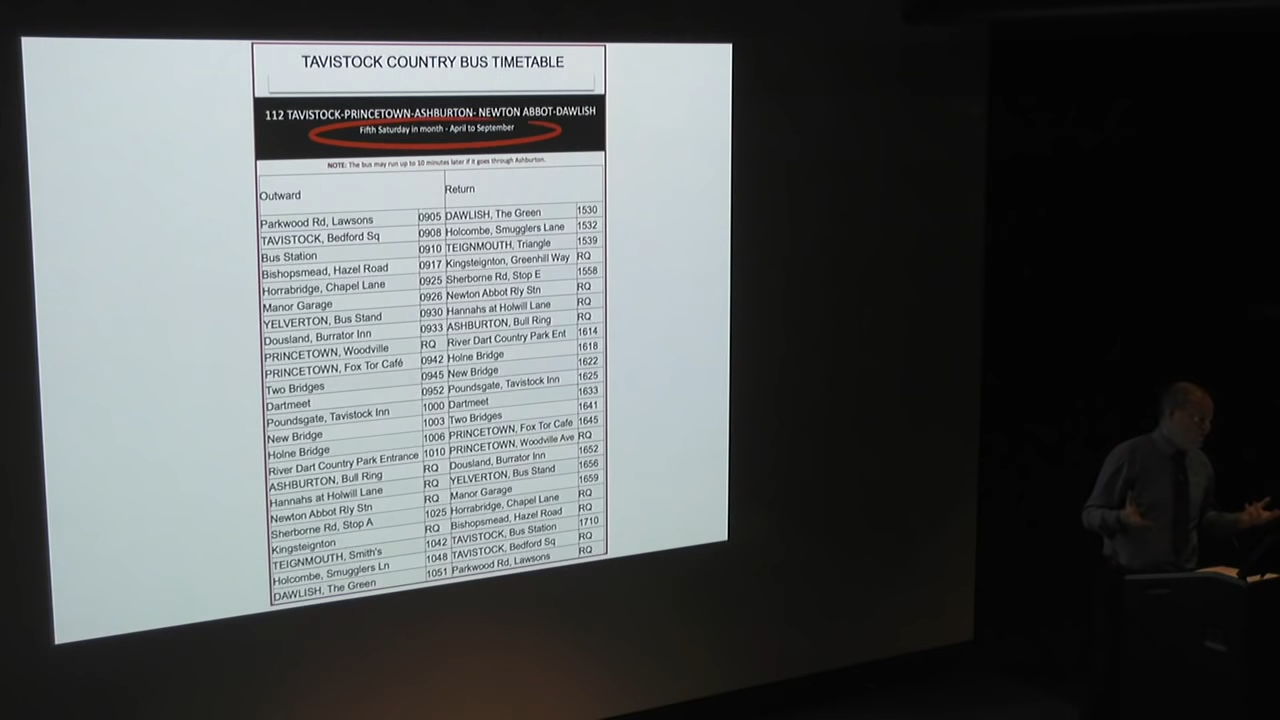 TAVISTOCK COUNTRY BUS TIMETABLE
112 TAVISTOCK-PRINCETOWN-ASHBURTON- NEWTON ABBOT-DAWLISH
Fifth Saturday in month - April to September
NOTE: The bus may run up to 10 minutes later if it goes through Ashburton.
Outward Return
Parkwood Rd, Lawsons 0905 DAWLISH, The Green 1530
TAVISTOCK, Bedford Sq 0908 Holcombe, Smugglers Lane 1532
Bus Station 0910 TEIGNMOUTH, Triangle 1539
Bishopsmead, Hazel Road 0917 Kingsteignton, Greenhill Way RQ
Horrabridge, Chapel Lane 0925 Sherborne Rd, Stop E 1558
Manor Garage 0926 Newton Abbot Rly Stn RQ
YELVERTON, Bus Stand 0930 Hannahs at Holwill Lane RQ
Dousland, Burrator Inn 0933 ASHBURTON, Bull Ring RQ
PRINCETOWN, Woodville RQ River Dart Country Park Ent 1614
PRINCETOWN, Fox Tor Café 0942 Holne Bridge 1618
Two Bridges 0945 New Bridge 1622
Dartmeet 0952 Poundsgate, Tavistock Inn 1625
Poundsgate, Tavistock Inn 1000 Dartmeet 1633
New Bridge 1003 Two Bridges 1641
Holne Bridge 1006 PRINCETOWN, Fox Tor Cafe 1645
River Dart Country Park Entrance 1010 PRINCETOWN, Woodville Ave RQ
ASHBURTON, Bull Ring RQ Dousland, Burrator Inn 1652
Hannahs at Holwill Lane RQ YELVERTON, Bus Stand 1656
Newton Abbot Rly Stn RQ Manor Garage 1659
Sherborne Rd, Stop A 1025 Horrabridge, Chapel Lane RQ
Kingsteignton RQ Bishopsmead, Hazel Road RQ
TEIGNMOUTH, Smith's 1042 TAVISTOCK, Bus Station 1710
Holcombe, Smugglers Ln 1048 TAVISTOCK, Bedford Sq RQ
DAWLISH, The Green 1051 Parkwood Rd, Lawsons RQ